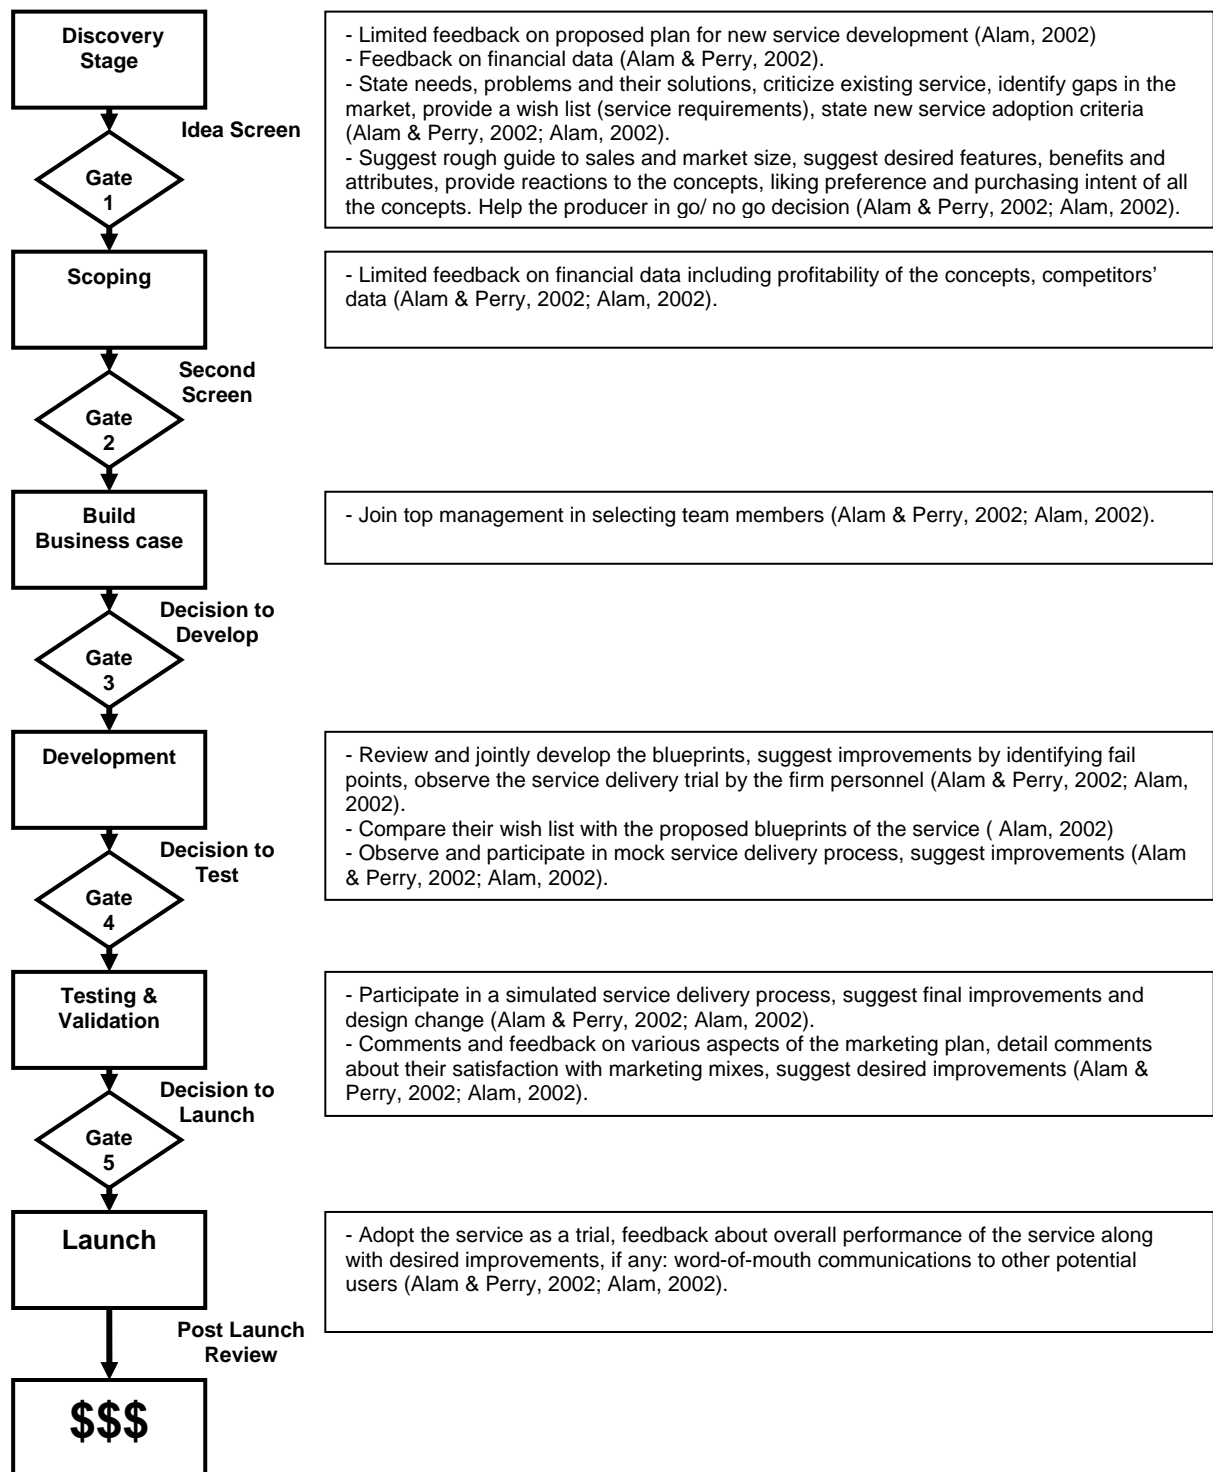 Discovery
Stage
- Limited feedback on proposed plan for new service development (Alam, 2002)
- Feedback on financial data (Alam & Perry, 2002).
- State needs, problems and their solutions, criticize existing service, identify gaps in the
market, provide a wish list (service requirements), state new service adoption criteria
(Alam & Perry, 2002; Alam, 2002).
- Suggest rough guide to sales and market size, suggest desired features, benefits and
attributes, provide reactions to the concepts, liking preference and purchasing intent of all
the concepts. Help the producer in go/ no go decision (Alam & Perry, 2002; Alam, 2002).
Idea Screen
Gate
1
Scoping
- Limited feedback on financial data including profitability of the concepts, competitors’
data (Alam & Perry, 2002; Alam, 2002).
Second
Screen
Gate
2
Build
Business case
- Join top management in selecting team members (Alam & Perry, 2002; Alam, 2002).
Decision to
Develop
Gate
3
Development
- Review and jointly develop the blueprints, suggest improvements by identifying fail
points, observe the service delivery trial by the firm personnel (Alam & Perry, 2002; Alam,
2002).
- Compare their wish list with the proposed blueprints of the service ( Alam, 2002)
- Observe and participate in mock service delivery process, suggest improvements (Alam
& Perry, 2002; Alam, 2002).
Decision to
Test
Gate
4
Testing &
Validation
- Participate in a simulated service delivery process, suggest final improvements and
design change (Alam & Perry, 2002; Alam, 2002).
- Comments and feedback on various aspects of the marketing plan, detail comments
about their satisfaction with marketing mixes, suggest desired improvements (Alam &
Perry, 2002; Alam, 2002).
Decision to
Launch
Gate
5
Launch
- Adopt the service as a trial, feedback about overall performance of the service along
with desired improvements, if any: word-of-mouth communications to other potential
users (Alam & Perry, 2002; Alam, 2002).
Post Launch
Review
$$$